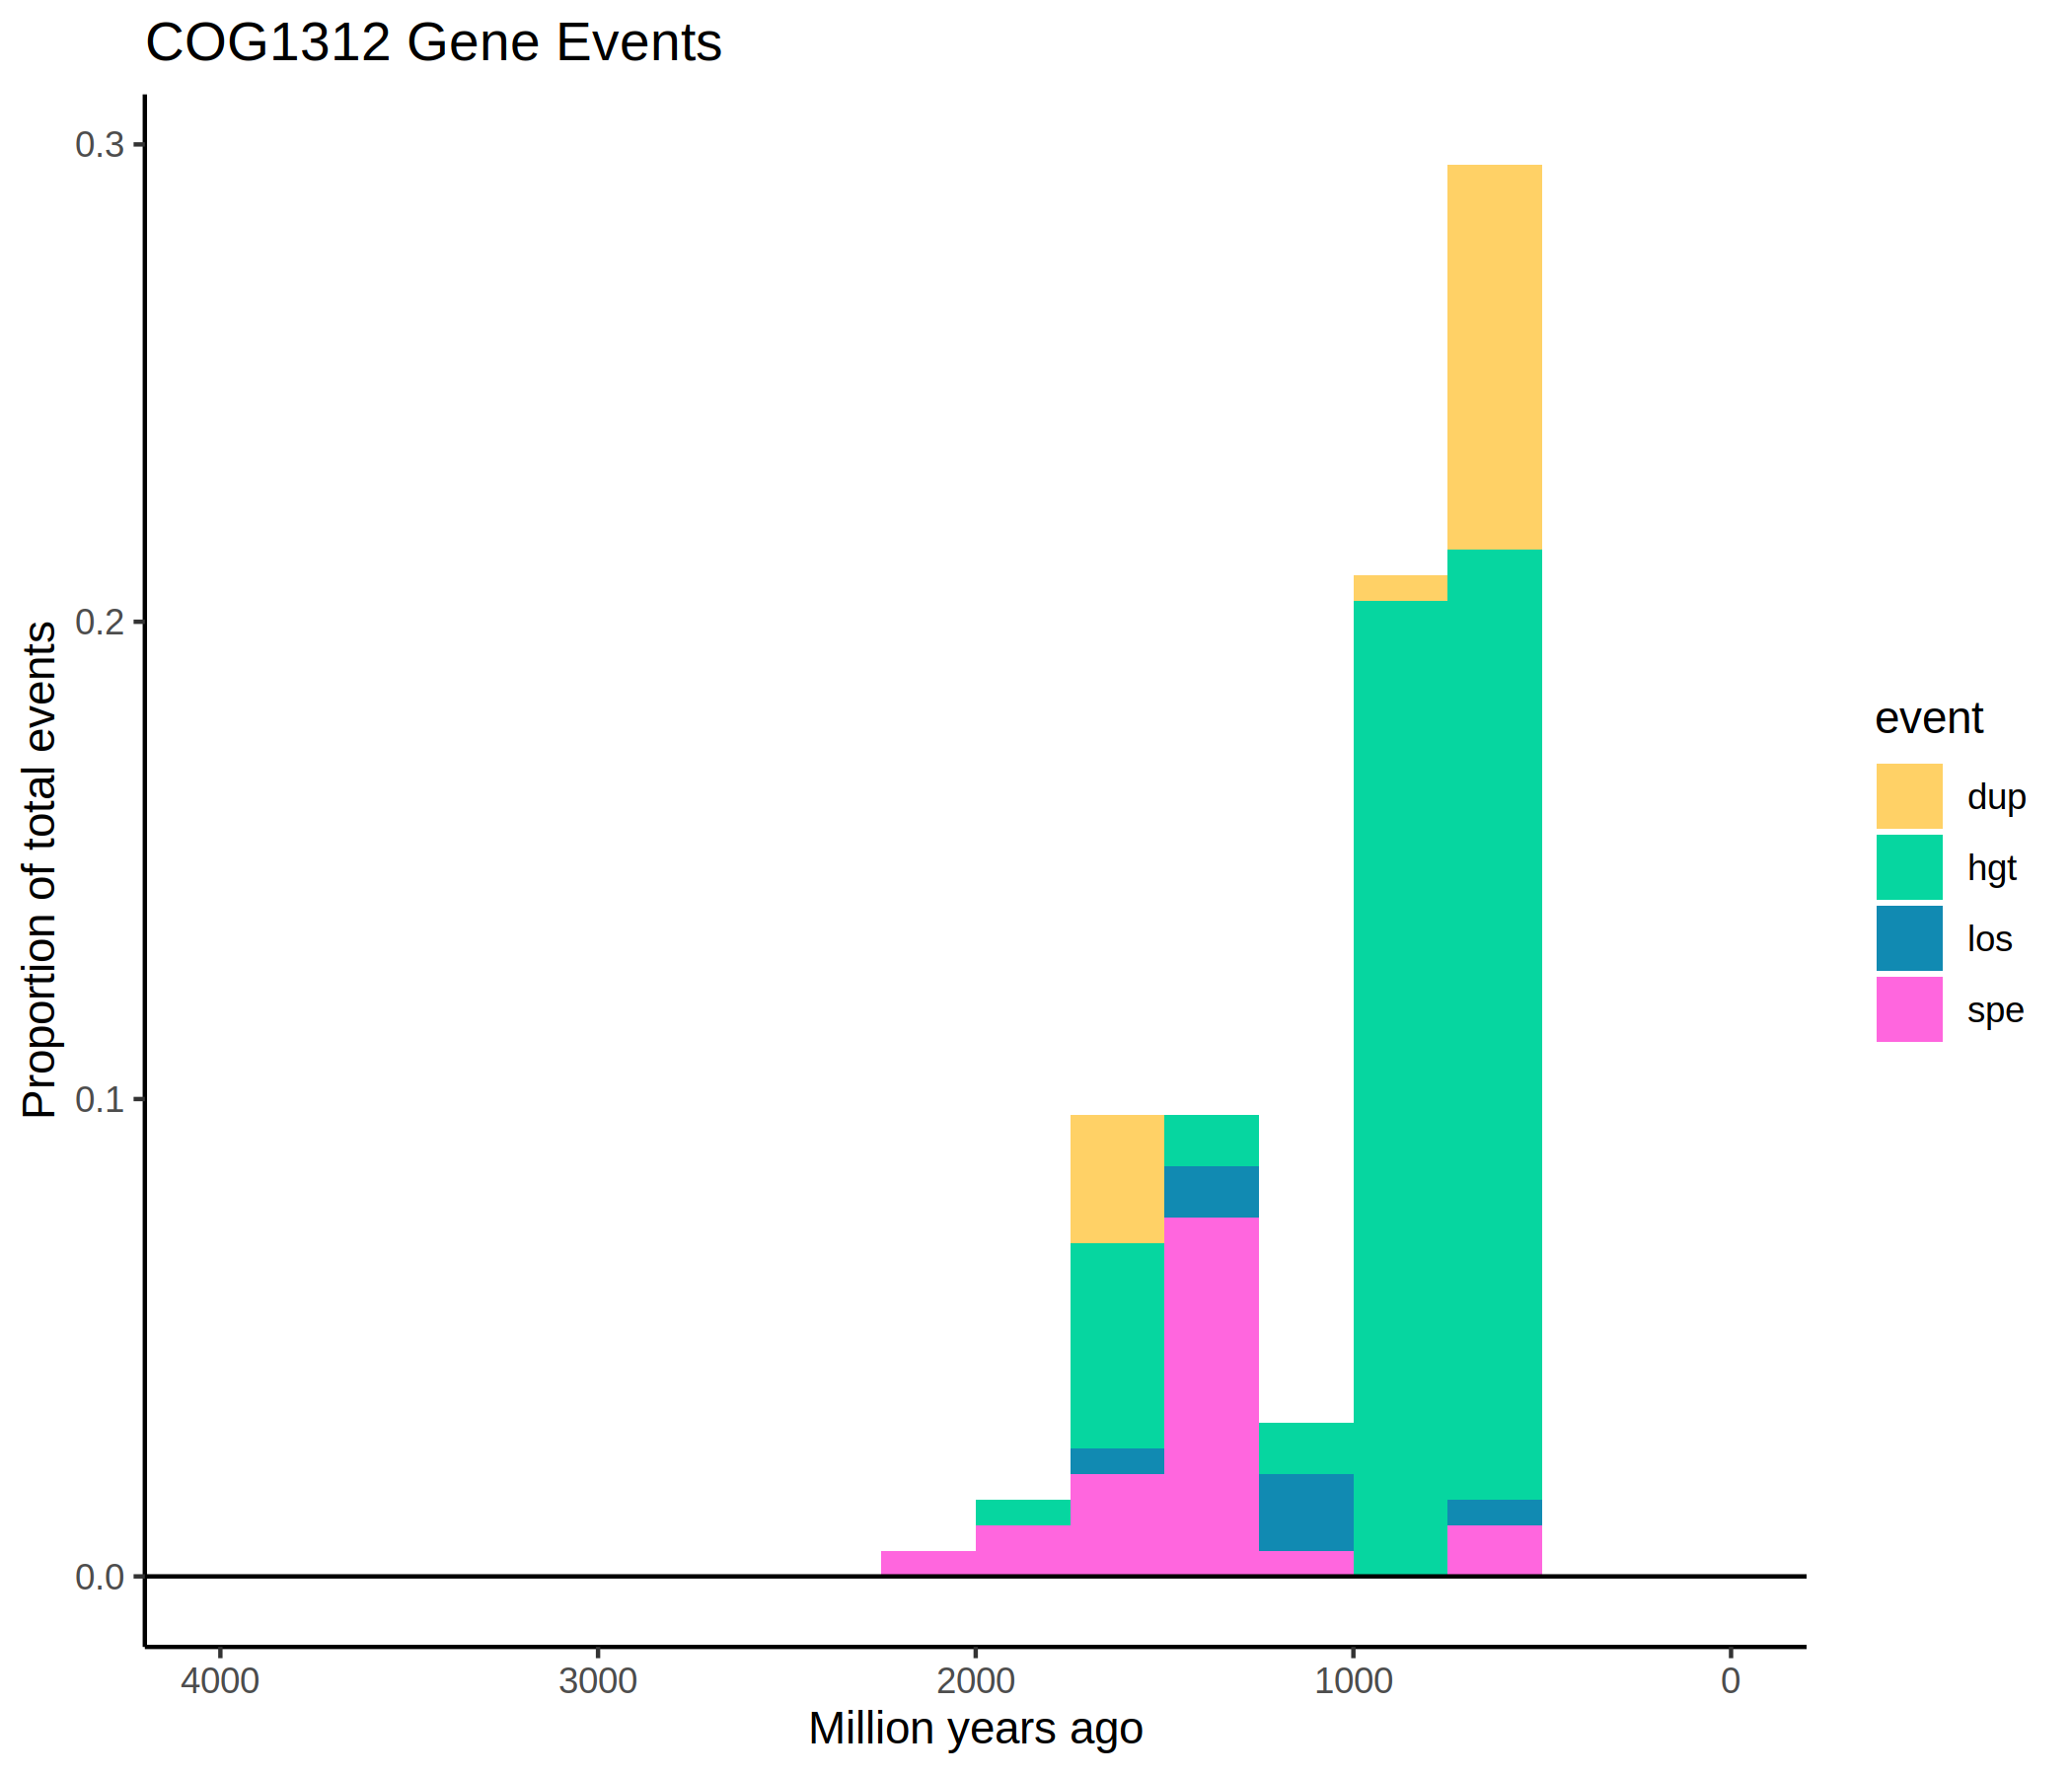 COG1312 Gene Events
0.3
0.2
0.1
0.0
Proportion of total events
4000 3000 2000 1000 0
Million years ago
event
dup
hgt
los
spe